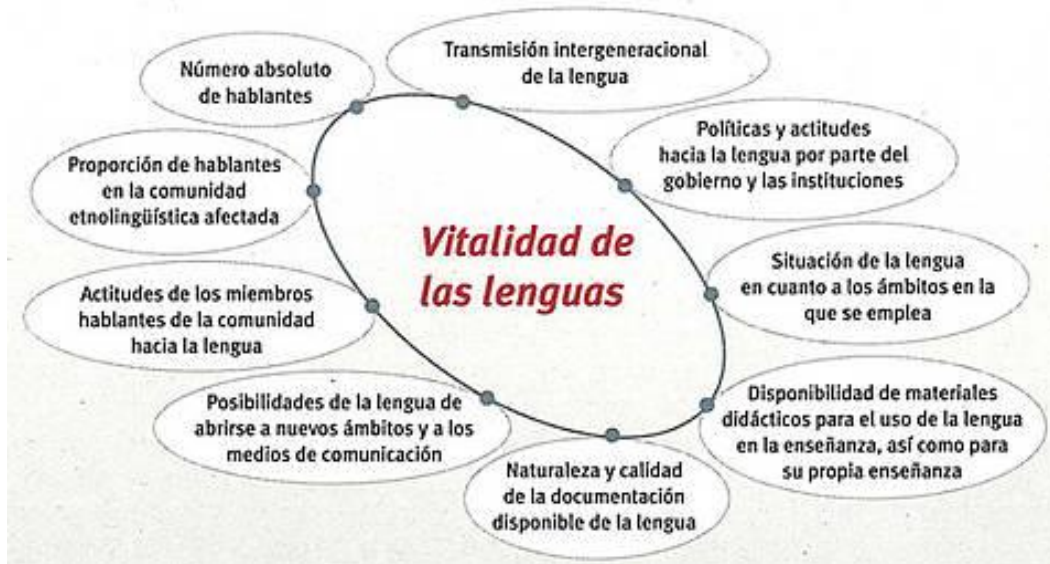 Transmisión intergeneracional
de la lengua
Número absoluto
de hablantes
Políticas y actitudes
hacia la lengua por parte del
gobierno y las instituciones
Proporción de hablantes
en la comunidad
etnolingüística afectada
Vitalidad de
las lenguas
Situación de la lengua
en cuanto a los ámbitos en la
que se emplea
Actitudes de los miembros
hablantes de la comunidad
hacia la lengua
Disponibilidad de materiales
didácticos para el uso de la lengua
en la enseñanza, así como para
su propia enseñanza
Posibilidades de la lengua de
abrirse a nuevos ámbitos y a los
medios de comunicación
Naturaleza y calidad
de la documentación
disponible de la lengua